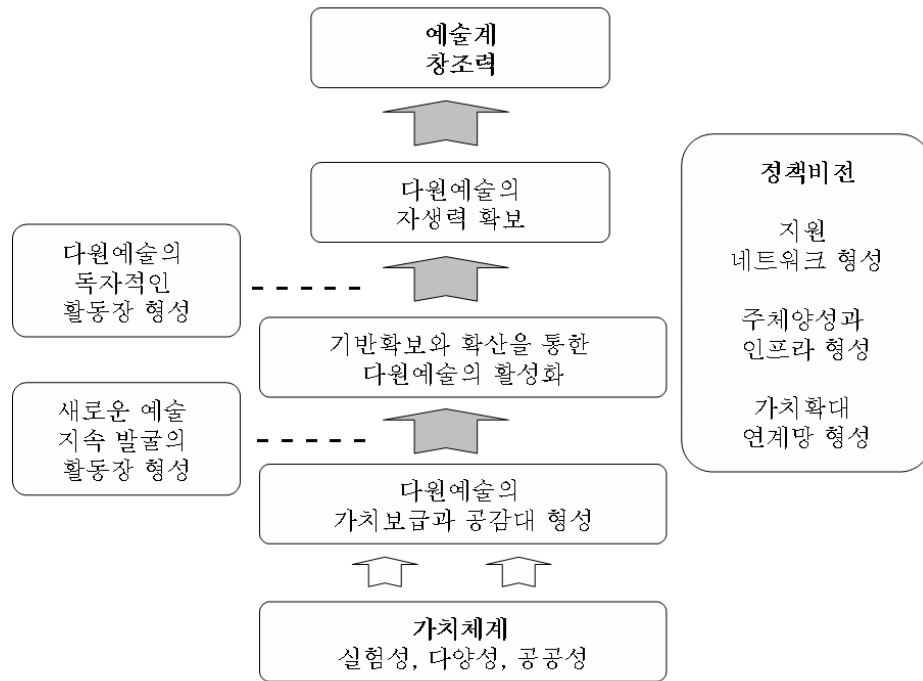 예술계
창조력
다원예술의
자생력 확보
다원예술의
독자적인
활동장 형성
기반확보와 확산을 통한
다원예술의 활성화
새로운 예술
지속 발굴의
활동장 형성
다원예술의
가치보급과 공감대 형성
가치체계
실험성, 다양성, 공공성
정책비전
지원
네트워크 형성
주체양성과
인프라 형성
가치확대
연계망 형성